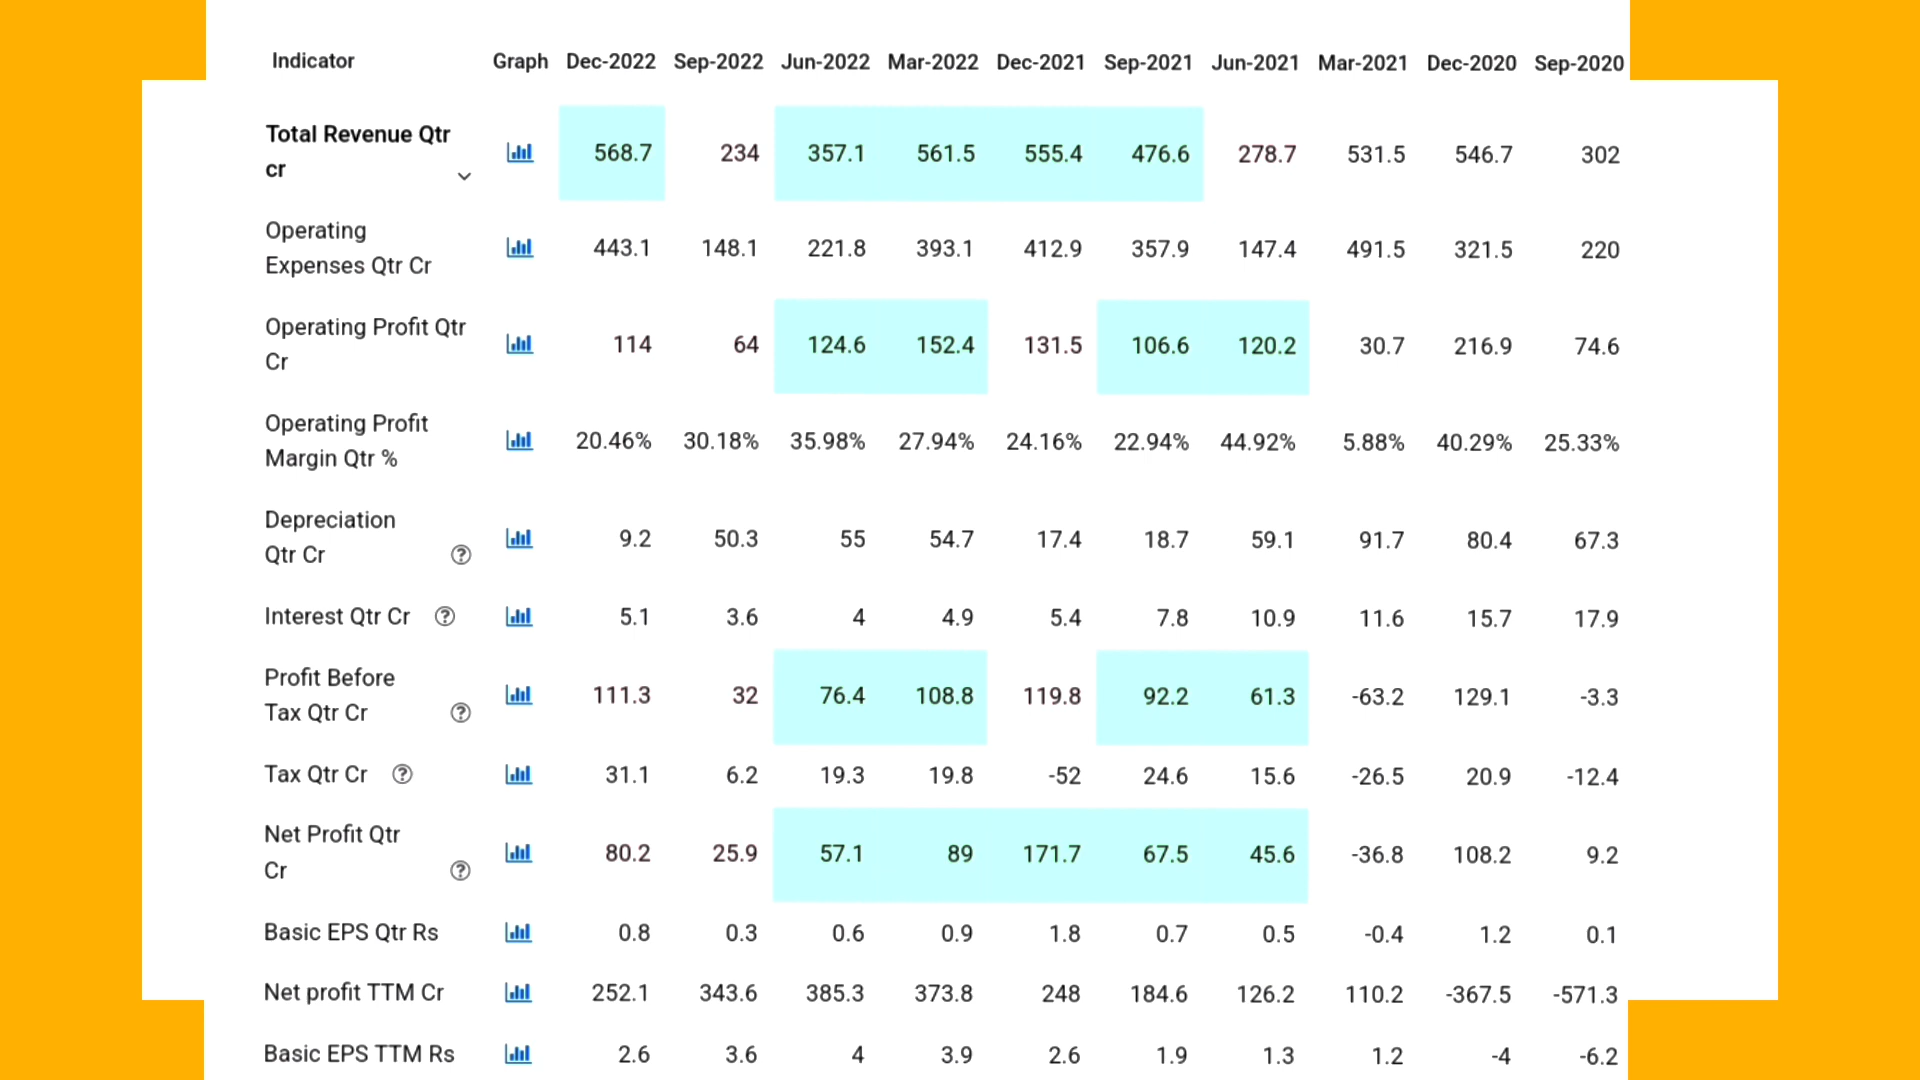 Indicator Graph Dec-2022 Sep-2022 Jun-2022 Mar-2022 Dec-2021 Sep-2021 Jun-2021 Mar-2021 Dec-2020 Sep-2020
Total Revenue Qtr
cr 568.7 234 357.1 561.5 555.4 476.6 278.7 531.5 546.7 302
Operating
Expenses Qtr Cr 443.1 148.1 221.8 393.1 412.9 357.9 147.4 491.5 321.5 220
Operating Profit Qtr
Cr 114 64 124.6 152.4 131.5 106.6 120.2 30.7 216.9 74.6
Operating Profit
Margin Qtr % 20.46% 30.18% 35.98% 27.94% 24.16% 22.94% 44.92% 5.88% 40.29% 25.33%
Depreciation
Qtr Cr ? 9.2 50.3 55 54.7 17.4 18.7 59.1 91.7 80.4 67.3
Interest Qtr Cr ? 5.1 3.6 4 4.9 5.4 7.8 10.9 11.6 15.7 17.9
Profit Before
Tax Qtr Cr ? 111.3 32 76.4 108.8 119.8 92.2 61.3 -63.2 129.1 -3.3
Tax Qtr Cr ? 31.1 6.2 19.3 19.8 -52 24.6 15.6 -26.5 20.9 -12.4
Net Profit Qtr
Cr ? 80.2 25.9 57.1 89 171.7 67.5 45.6 -36.8 108.2 9.2
Basic EPS Qtr Rs 0.8 0.3 0.6 0.9 1.8 0.7 0.5 -0.4 1.2 0.1
Net profit TTM Cr 252.1 343.6 385.3 373.8 248 184.6 126.2 110.2 -367.5 -571.3
Basic EPS TTM Rs 2.6 3.6 4 3.9 2.6 1.9 1.3 1.2 -4 -6.2